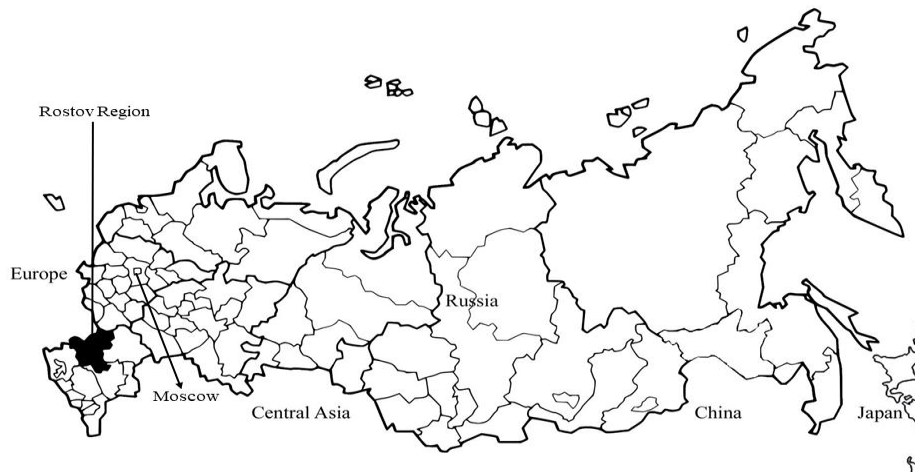 Rostov Region
Europe
Russia
Moscow
Central Asia
China
Japan